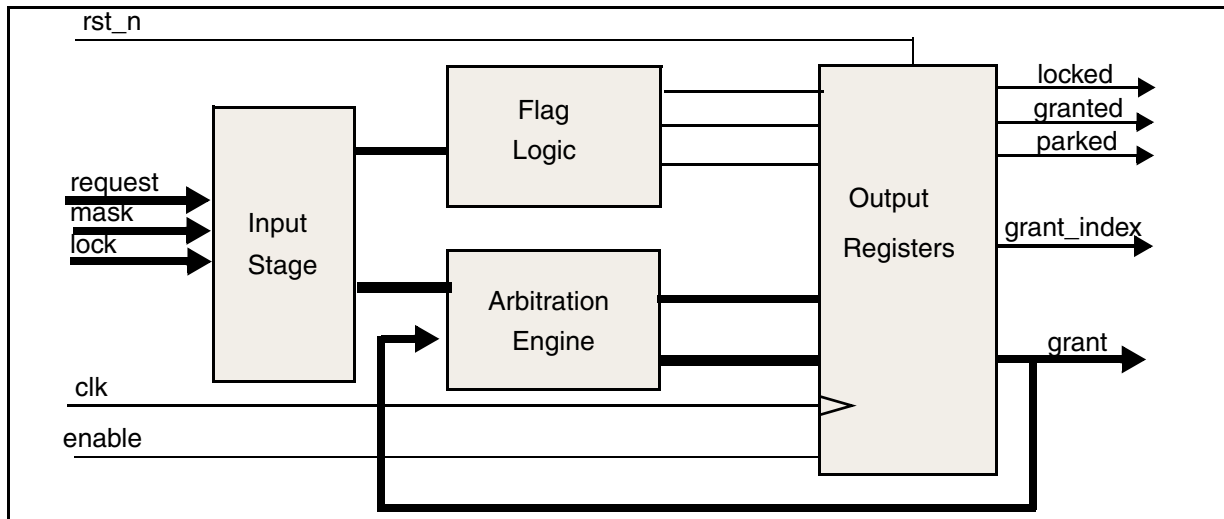 rst_n
locked
granted
parked
Flag
Logic
request
mask
lock
Input
Stage
Output
Registers
grant_index
Arbitration
Engine
grant
clk
enable